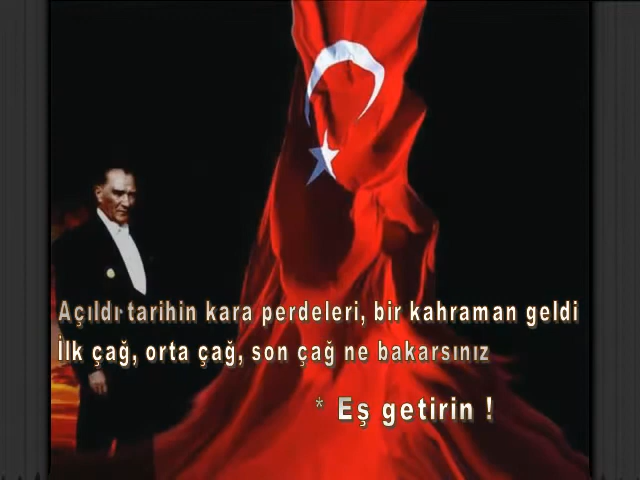 Açıldı tarihin kara perdeleri, bir kahraman geldi
İlk çağ, orta çağ, son çağ ne bakarsınız
* Eş getirin !